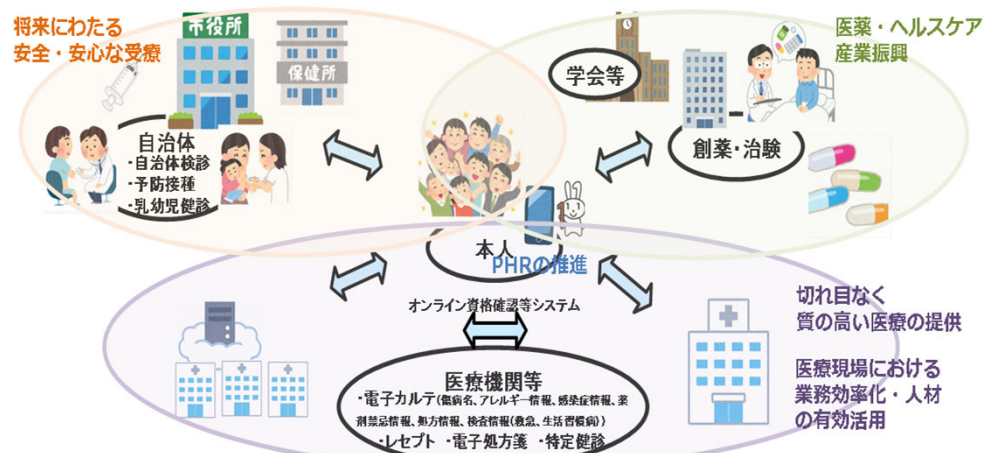 将来にわたる
安全・安心な受療
市役所
保健所
自治体
・自治体検診
・予防接種
・乳幼児健診
学会等
医薬・ヘルスケア
産業振興
創薬・治験
本人
PHRの推進
オンライン資格確認等システム
医療機関等
・電子カルテ(傷病名、アレルギー情報、感染症情報、薬
剤禁忌情報、処方情報、検査情報(救急、生活習慣病))
・レセプト ・電子処方箋 ・特定健診
切れ目なく
質の高い医療の提供
医療現場における
業務効率化・人材
の有効活用